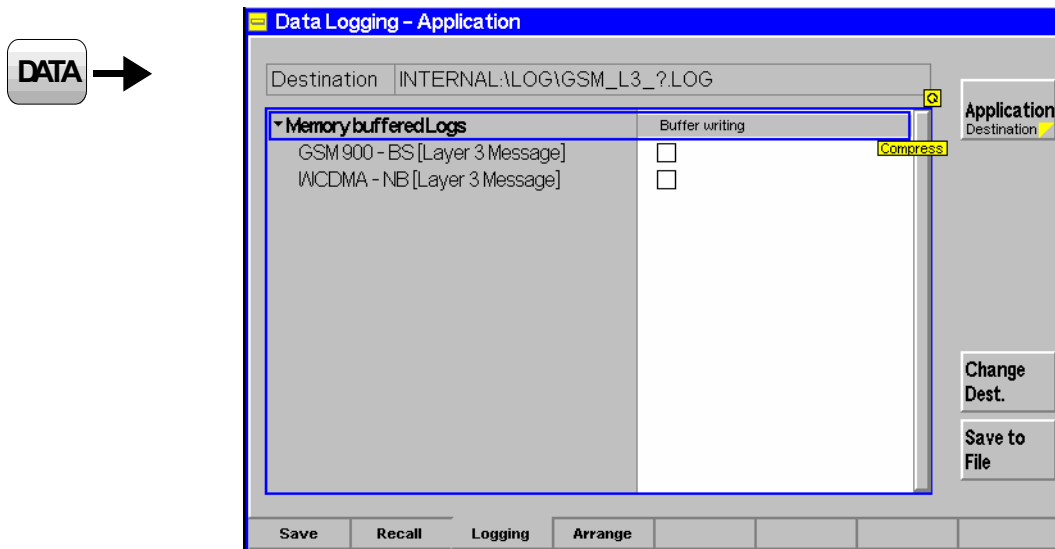 Data Logging – Application
DATA
Destination INTERNAL:\LOG\GSM_L3_?.LOG
Application
Destination
Memory buffered Logs Buffer writing
Compress
GSM 900 - BS [Layer 3 Message]
WCDMA - NB [Layer 3 Message]
Change
Dest.
Save to
File
Save Recall Logging Arrange